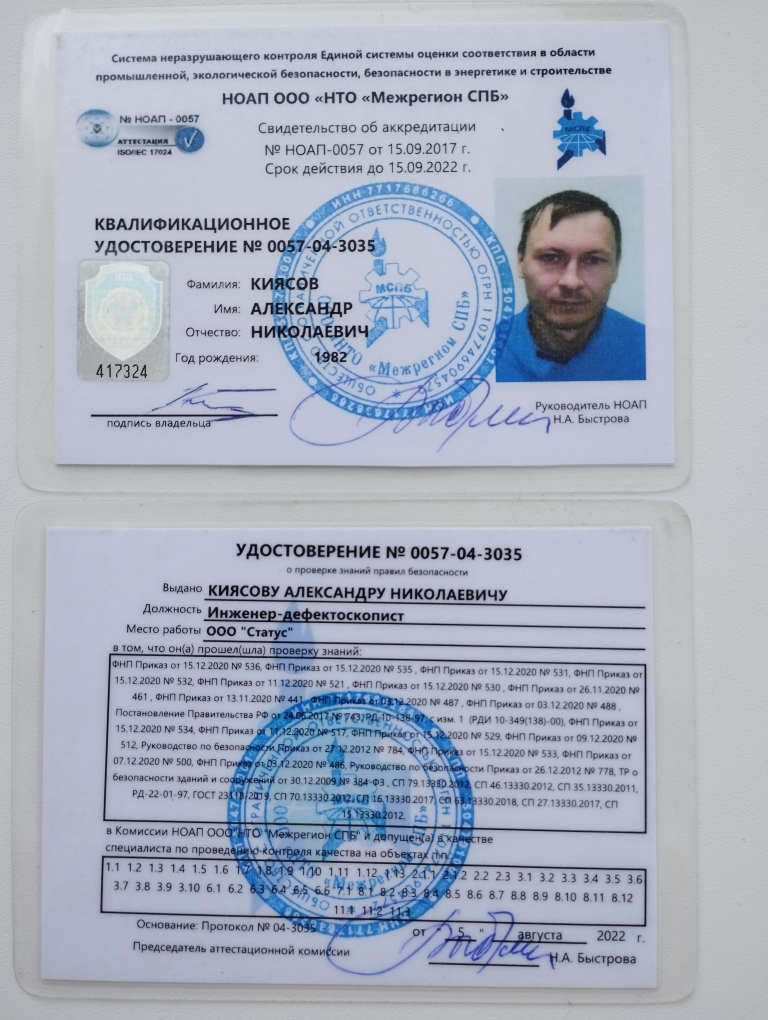 Система неразрушающего контроля Единой системы оценки соответствия в области
промышленной, экологической безопасности, безопасности в энергетике и строительстве
НОАП ООО «НТО «Межрегион СПБ»
№ НОАП - 0057
АТТЕСТАЦИЯ
ISO/IEC 17024
Свидетельство об аккредитации
№ НОАП-0057 от 15.09.2017 г.
Срок действия до 15.09.2022 г.
МСПБ
КВАЛИФИКАЦИОННОЕ
УДОСТОВЕРЕНИЕ № 0057-04-3035
Фамилия: КИЯСОВ
Имя: АЛЕКСАНДР
Отчество: НИКОЛАЕВИЧ
Год рождения: 1982
417324
МСПБ
«Межрегион СПБ»
подпись владельца
Руководитель НОАП
Н.А. Быстрова
УДОСТОВЕРЕНИЕ № 0057-04-3035
о проверке знаний правил безопасности
Выдано КИЯСОВУ АЛЕКСАНДРУ НИКОЛАЕВИЧУ
Должность Инженер-дефектоскопист
Место работы ООО "Статус"
в том, что он(а) прошел(шла) проверку знаний:
ФНП Приказ от 15.12.2020 № 536, ФНП Приказ от 15.12.2020 № 535 , ФНП Приказ от 15.12.2020 № 531, ФНП Приказ от
15.12.2020 № 532, ФНП Приказ от 11.12.2020 № 521 , ФНП Приказ от 15.12.2020 № 530 , ФНП Приказ от 26.11.2020 №
461 , ФНП Приказ от 13.11.2020 № 441, ФНП Приказ от 03.12.2020 № 487 , ФНП Приказ от 03.12.2020 № 488 ,
Постановление Правительства РФ от 24.06.2017 № 743, РД 10-138-97, с изм. 1 (РДИ 10-349(138)-00), ФНП Приказ от
15.12.2020 № 534, ФНП Приказ от 11.12.2020 № 517, ФНП Приказ от 15.12.2020 № 529, ФНП Приказ от 09.12.2020 №
512, Руководство по безопасности Приказ от 27.12.2012 № 784, ФНП Приказ от 15.12.2020 № 533, ФНП Приказ от
07.12.2020 № 500, ФНП Приказ от 03.12.2020 № 486, Руководство по безопасности Приказ от 26.12.2012 № 778, ТР о
безопасности зданий и сооружений от 30.12.2009 № 384-ФЗ , СП 79.13330.2012, СП 46.13330.2012, СП 35.13330.2011,
РД-22-01-97, ГОСТ 23118-2019, СП 70.13330.2012, СП 16.13330.2017, СП 63.13330.2018, СП 27.13330.2017, СП
15.13330.2012,
в Комиссии НОАП ООО"НТО "Межрегион СПБ" и допущен(а) в качестве
специалиста по проведению контроля качества на объектах п.п.
1.1 1.2 1.3 1.4 1.5 1.6 1.7 1.8 1.9 1.10 1.11 1.12 1.13 2.1.1 2.1.2 2.2 2.3 3.1 3.2 3.3 3.4 3.5 3.6
3.7 3.8 3.9 3.10 6.1 6.2 6.3 6.4 6.5 6.6 7.1 8.1 8.2 8.3 8.4 8.5 8.6 8.7 8.8 8.9 8.10 8.11 8.12
11.1 11.2 11.3
Основание: Протокол № 04-3035 от " 5 " августа 2022 г.
Председатель аттестационной комиссии Н.А. Быстрова